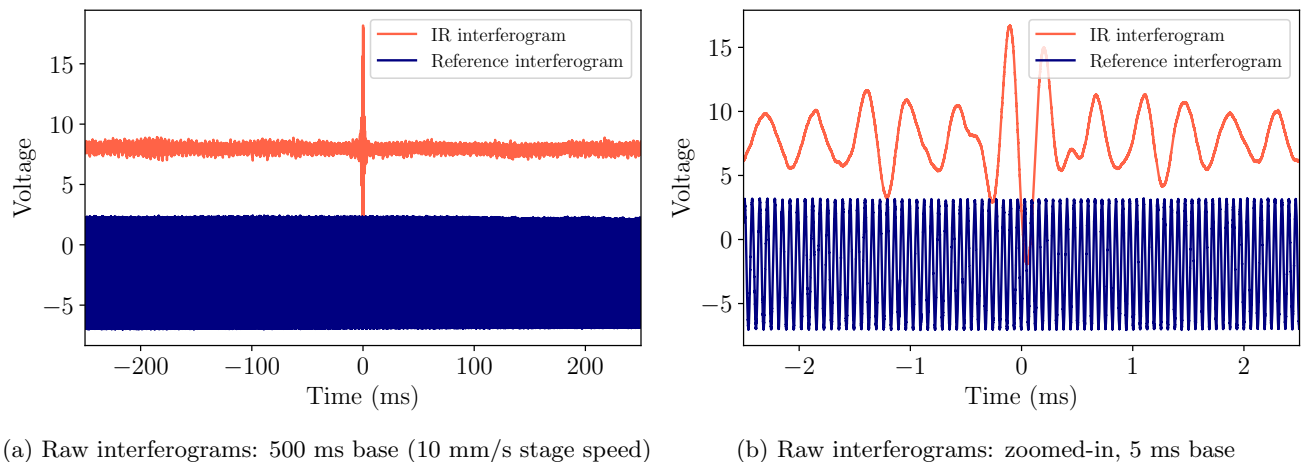 IR interferogram
Reference interferogram
Voltage
15
10
5
0
−5
−200
−100
0
100
200
Time (ms)
(a) Raw interferograms: 500 ms base (10 mm/s stage speed)
IR interferogram
Reference interferogram
Voltage
15
10
5
0
−5
−2
−1
0
1
2
Time (ms)
(b) Raw interferograms: zoomed-in, 5 ms base